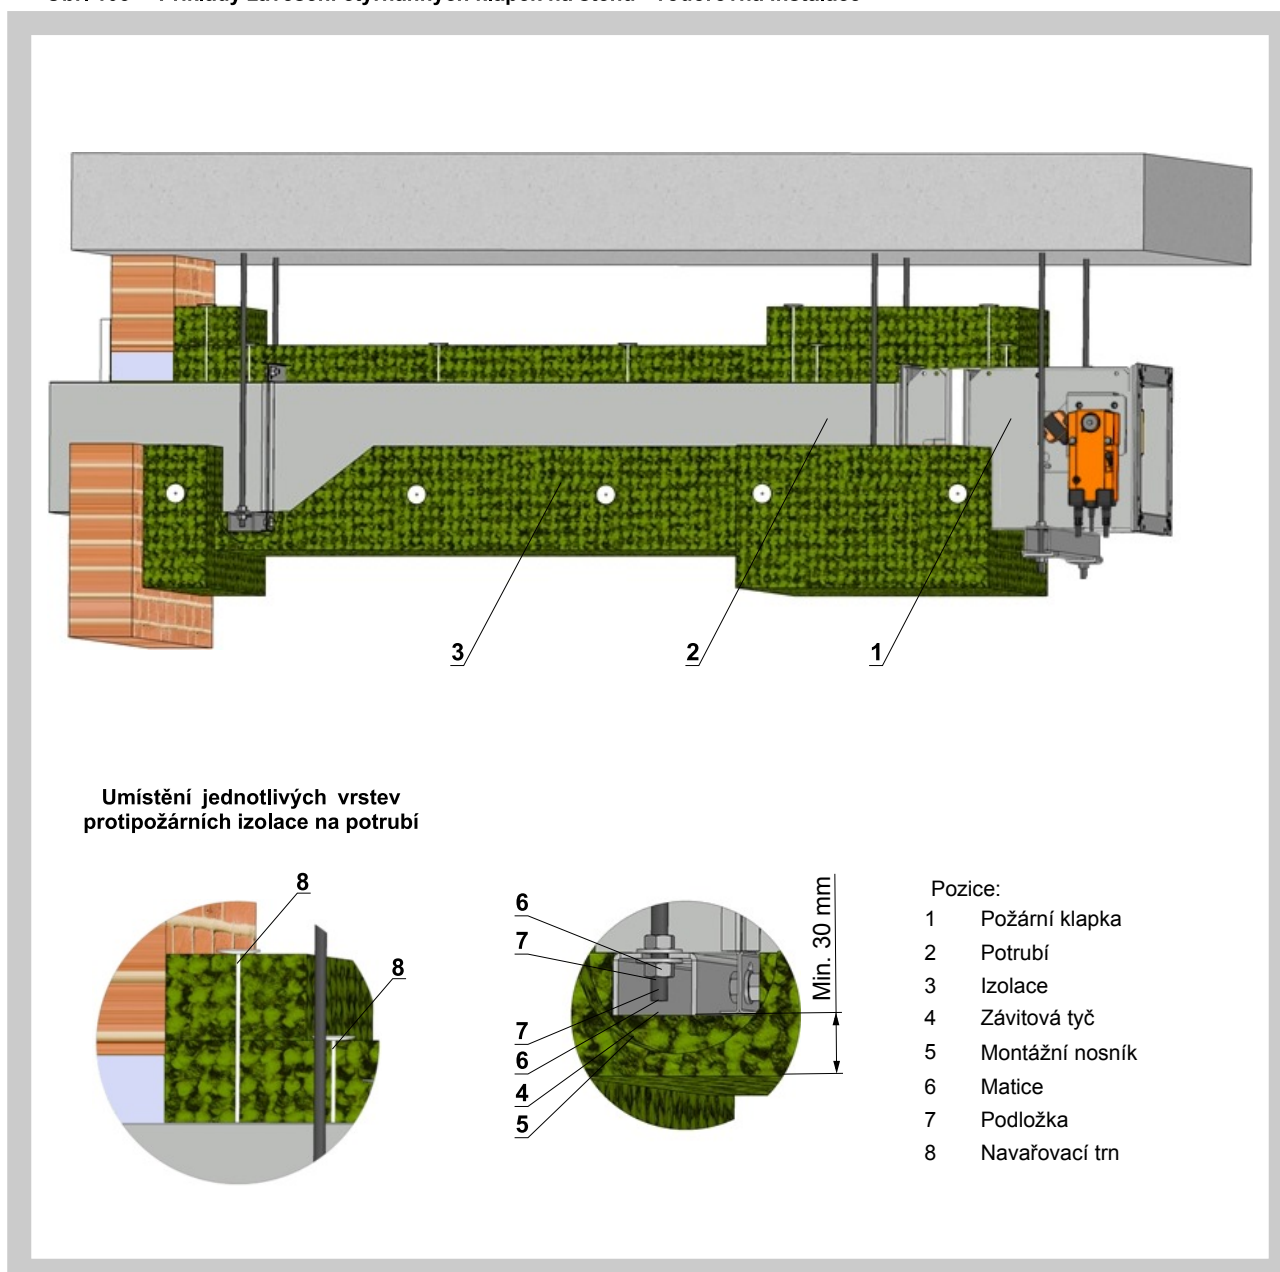 3
2
1
Umístění jednotlivých vrstev
protipožárních izolace na potrubí
8
8
6
7
7
6
4
5
Min. 30 mm
Pozice:
1 Požární klapka
2 Potrubí
3 Izolace
4 Závitová tyč
5 Montážní nosník
6 Matice
7 Podložka
8 Navařovací trn